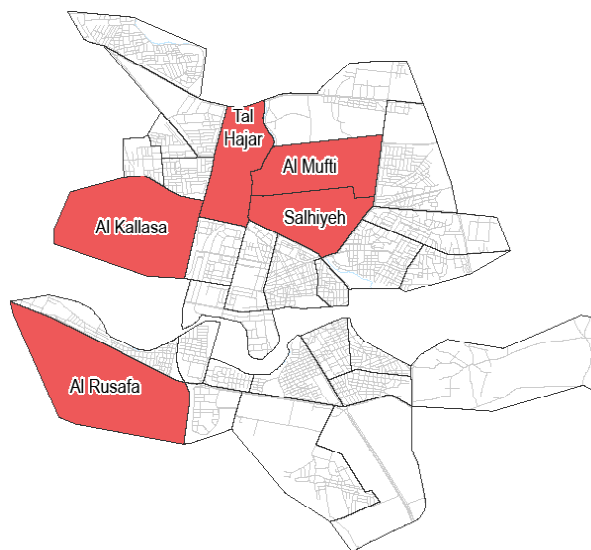 Tal
Hajar
Al Mufti
Salhiyeh
Al Kallasa
Al Rusafa